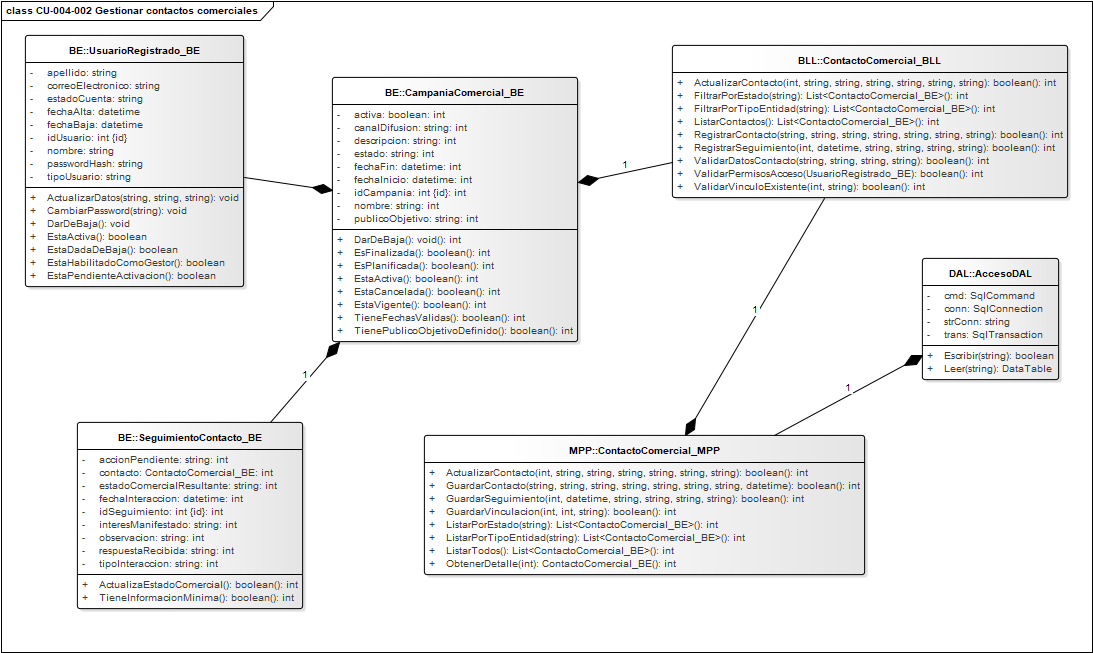 class CU-004-002 Gestionar contactos comerciales
BE::UsuarioRegistrado_BE
- apellido: string
- correoElectronico: string
- estadoCuenta: string
- fechaAlta: datetime
- fechaBaja: datetime
- idUsuario: int {id}
- nombre: string
- passwordHash: string
- tipoUsuario: string
+ ActualizarDatos(string, string, string): void
+ CambiarPassword(string): void
+ DarDeBaja(): void
+ EstaActiva(): boolean
+ EstaDadaDeBaja(): boolean
+ EstaHabilitadoComoGestor(): boolean
+ EstaPendienteActivacion(): boolean
BE::CampaniaComercial_BE
- activa: boolean: int
- canalDifusion: string: int
- descripcion: string: int
- estado: string: int
- fechaFin: datetime: int
- fechaInicio: datetime: int
- idCampania: int {id}: int
- nombre: string: int
- publicoObjetivo: string: int
+ DarDeBaja(): void(): int
+ EsFinalizada(): boolean(): int
+ EsPlanificada(): boolean(): int
+ EstaActiva(): boolean(): int
+ EstaCancelada(): boolean(): int
+ EstaVigente(): boolean(): int
+ TieneFechasValidas(): boolean(): int
+ TienePublicoObjetivoDefinido(): boolean(): int
BLL::ContactoComercial_BLL
+ ActualizarContacto(int, string, string, string, string, string): boolean(): int
+ FiltrarPorEstado(string): List<ContactoComercial_BE>(): int
+ FiltrarPorTipoEntidad(string): List<ContactoComercial_BE>(): int
+ ListarContactos(): List<ContactoComercial_BE>(): int
+ RegistrarContacto(string, string, string, string, string, string): boolean(): int
+ RegistrarSeguimiento(int, datetime, string, string, string, string): boolean(): int
+ ValidarDatosContacto(string, string, string, string): boolean(): int
+ ValidarPermisosAcceso(UsuarioRegistrado_BE): boolean(): int
+ ValidarVinculoExistente(int, string): boolean(): int
1
1
1
1
DAL::AccesoDAL
- cmd: SqlCommand
- conn: SqlConnection
- strConn: string
- trans: SqlTransaction
+ Escribir(string): boolean
+ Leer(string): DataTable
BE::SeguimientoContacto_BE
- accionPendiente: string: int
- contacto: ContactoComercial_BE: int
- estadoComercialResultante: string: int
- fechaInteraccion: datetime: int
- idSeguimiento: int {id}: int
- interesManifestado: string: int
- observacion: string: int
- respuestaRecibida: string: int
- tipoInteraccion: string: int
+ ActualizaEstadoComercial(): boolean(): int
+ TieneInformacionMinima(): boolean(): int
MPP::ContactoComercial_MPP
+ ActualizarContacto(int, string, string, string, string, string): boolean(): int
+ GuardarContacto(string, string, string, string, string, string, datetime): boolean(): int
+ GuardarSeguimiento(int, datetime, string, string, string, string): boolean(): int
+ GuardarVinculacion(int, int, string): boolean(): int
+ ListarPorEstado(string): List<ContactoComercial_BE>(): int
+ ListarPorTipoEntidad(string): List<ContactoComercial_BE>(): int
+ ListarTodos(): List<ContactoComercial_BE>(): int
+ ObtenerDetalle(int): ContactoComercial_BE(): int